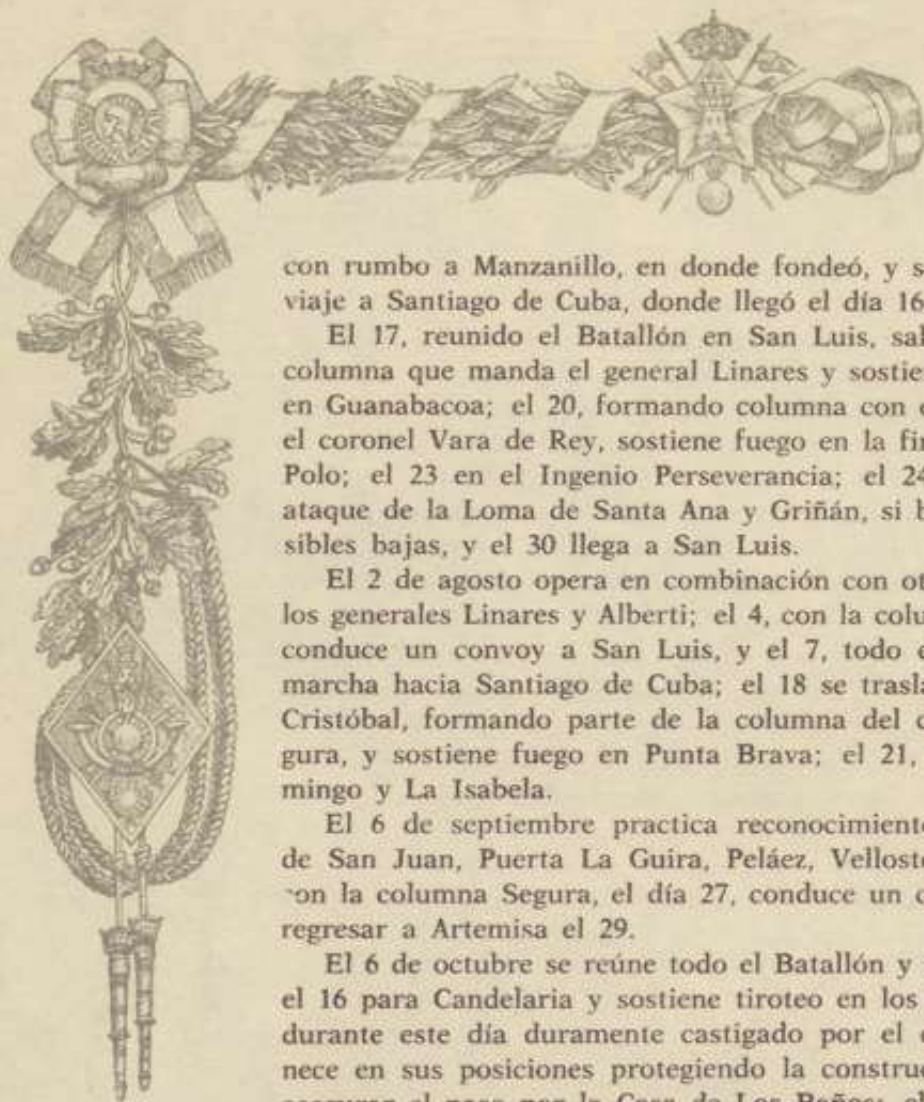 con rumbo a Manzanillo, en donde fondeó, y s
viaje a Santiago de Cuba, donde llegó el día 16
El 17, reunido el Batallón en San Luis, sal
columna que manda el general Linares y sostie
en Guanabacoa; el 20, formando columna con
el coronel Vara de Rey, sostiene fuego en la fi
Polo; el 23 en el Ingenio Perseverancia; el 24
ataque de la Loma de Santa Ana y Griñán, si
sibles bajas, y el 30 llega a San Luis.
El 2 de agosto opera en combinación con ot
los generales Linares y Alberti; el 4, con la colu
conduce un convoy a San Luis, y el 7, todo e
marcha hacia Santiago de Cuba; el 18 se trasla
Cristóbal, formando parte de la columna del
gura, y sostiene fuego en Punta Brava; el 21,
mingo y La Isabela.
El 6 de septiembre practica reconocimient
de San Juan, Puerta La Guira, Peláez, Vellost
con la columna Segura, el día 27, conduce un
regresar a Artemisa el 29.
El 6 de octubre se reúne todo el Batallón y
el 16 para Candelaria y sostiene tiroteo en los
durante este día duramente castigado por el
nece en sus posiciones protegiendo la constru
el paso por la Casa de Los Baños;